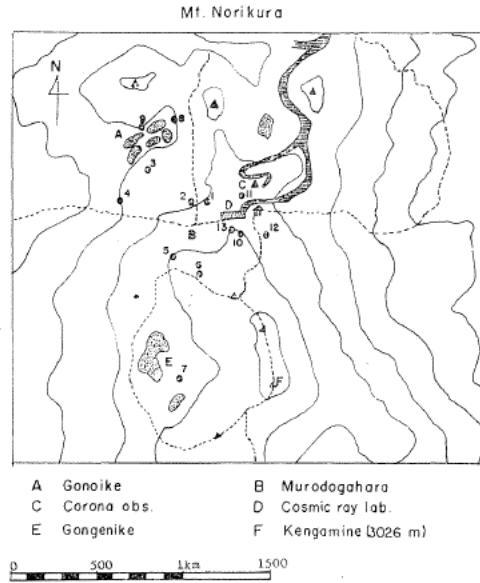 Mt. Norikura
N
A
8
3
C
4
2
1
11
D
B
13
10
12
5
6
E
7
F
A Gonoike
B Murodogahara
C Corona obs.
D Cosmic ray lab.
E Gongenike
F Kengamine (3026 m)
0 500 1km 1500